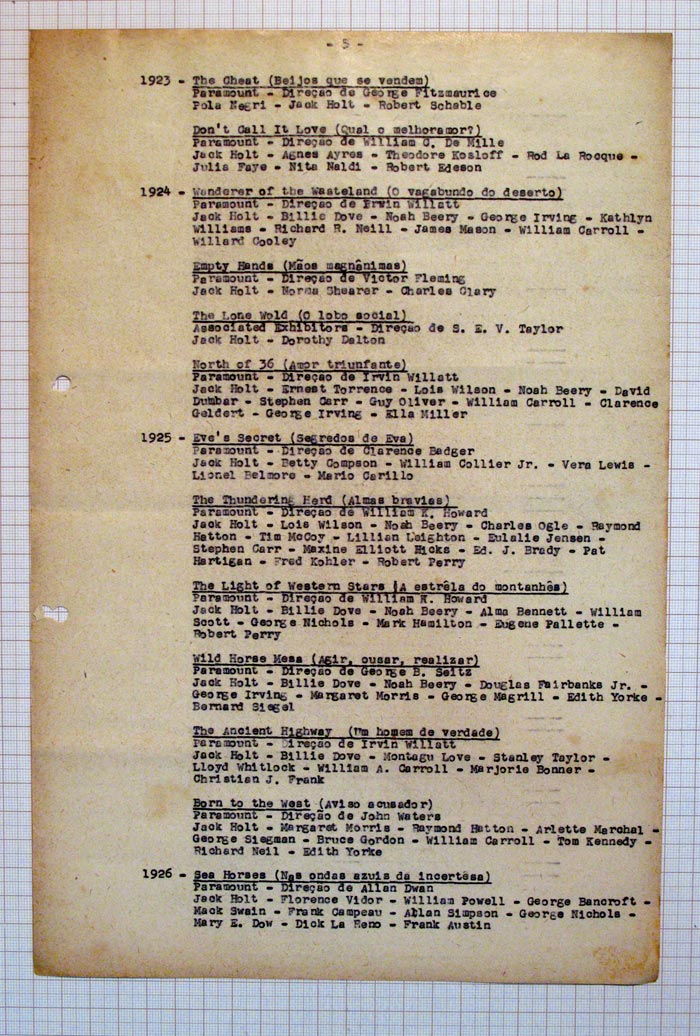 - 5 -
1923 - The Cheat (Beijos que se vendem)
Paramount - Direção de George Fitzmaurice
Pola Negri - Jack Holt - Robert Schable
Don't Call It Love (Qual o melhoramor?)
Paramount - Direção de William C. De Mille
Jack Holt - Agnes Ayres - Theodore Kosloff - Rod La Rocque -
Julia Faye - Nita Naldi - Robert Edeson
1924 - Wanderer of the Wasteland (O vagabundo do deserto)
Paramount - Direção de Irvin Willatt
Jack Holt - Billie Dove - Noah Beery - George Irving - Kathlyn
Williams - Richard R. Neill - James Mason - William Carroll -
Willard Cooley
Empty Hands (Mãos magnânimas)
Paramount - Direção de Victor Fleming
Jack Holt - Norma Shearer - Charles Clary
The Lone Wold (O lobo social)
Associated Exhibitors - Direção de S. E. V. Taylor
Jack Holt - Dorothy Dalton
North of 36 (Amor triunfante)
Paramount - Direção de Irvin Willatt
Jack Holt - Ernest Torrence - Lois Wilson - Noah Beery - David
Dumbar - Stephen Carr - Guy Oliver - William Carroll - Clarence
Geldert - George Irving - Ella Miller
1925 - Eve's Secret (Segredos de Eva)
Paramount - Direção de Clarence Badger
Jack Holt - Betty Compson - William Collier Jr. - Vera Lewis -
Lionel Belmore - Mario Carillo
The Thundering Herd (Almas bravias)
Paramount - Direção de William K. Howard
Jack Holt - Lois Wilson - Noah Beery - Charles Ogle - Raymond
Hatton - Tim McCoy - Lillian Leighton - Eulalie Jensen -
Stephen Carr - Maxine Elliott Hicks - Ed. J. Brady - Pat
Hartigan - Fred Kohler - Robert Perry
The Light of Western Stars (A estrêla do montanhês)
Paramount - Direção de William K. Howard
Jack Holt - Billie Dove - Noah Beery - Alma Bennett - William
Scott - George Nichols - Mark Hamilton - Eugene Pallette -
Robert Perry
Wild Horse Mesa (Agir, ousar, realizar)
Paramount - Direção de George B. Seitz
Jack Holt - Billie Dove - Noah Beery - Douglas Fairbanks Jr. -
George Irving - Margaret Morris - George Magrill - Edith Yorke -
Bernard Siegel
The Ancient Highway (Um homem de verdade)
Paramount - Direção de Irvin Willatt
Jack Holt - Billie Dove - Montagu Love - Stanley Taylor -
Lloyd Whitlock - William A. Carroll - Marjorie Bonner -
Christian J. Frank
Born to the West (Aviso acusador)
Paramount - Direção de John Waters
Jack Holt - Margaret Morris - Raymond Hatton - Arlette Marchal -
George Siegman - Bruce Gordon - William Carroll - Tom Kennedy -
Richard Neil - Edith Yorke
1926 - Sea Horses (Nas ondas azuis da incertêsa)
Paramount - Direção de Allan Dwan
Jack Holt - Florence Vidor - William Powell - George Bancroft -
Mack Swain - Frank Campeau - Allan Simpson - George Nichols -
Mary E. Dow - Dick La Reno - Frank Austin